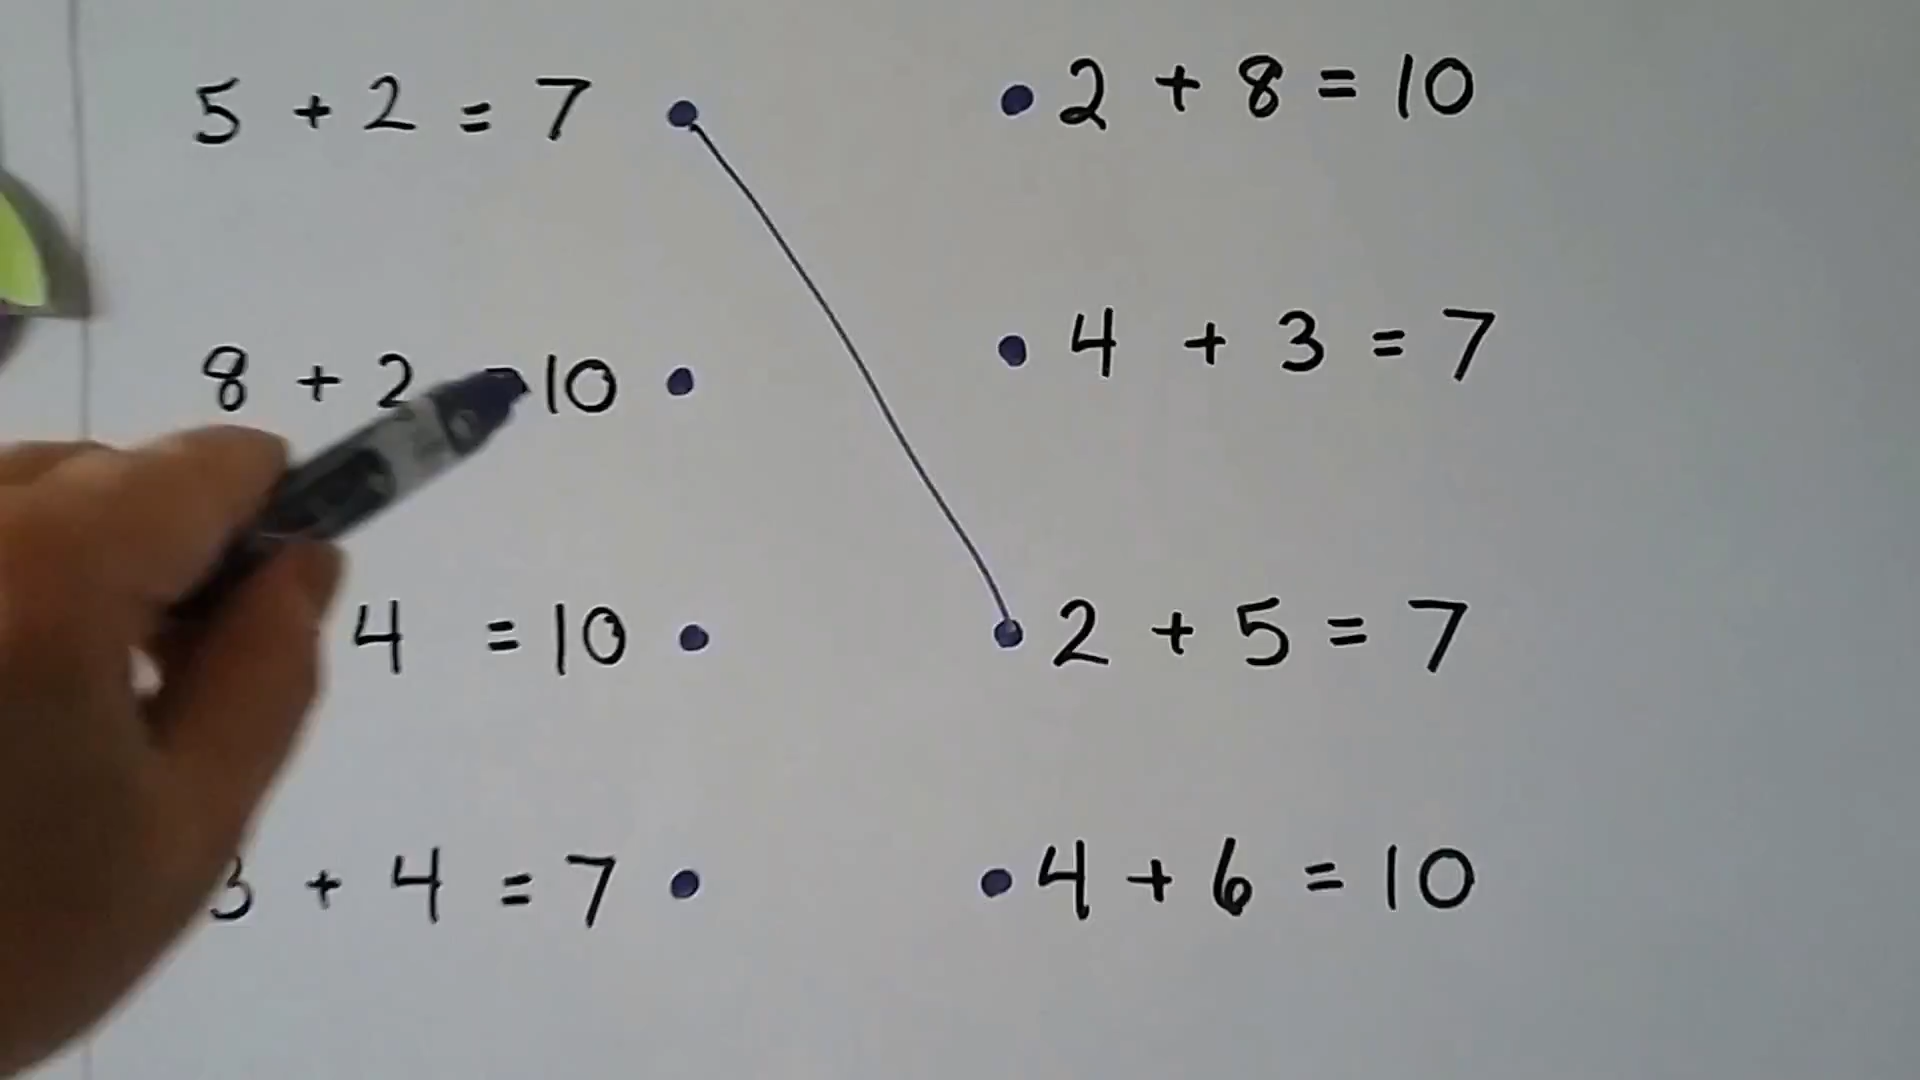 5 + 2 = 7
8 + 2 = 10
4 = 10
3 + 4 = 7
2 + 8 = 10
4 + 3 = 7
2 + 5 = 7
4 + 6 = 10